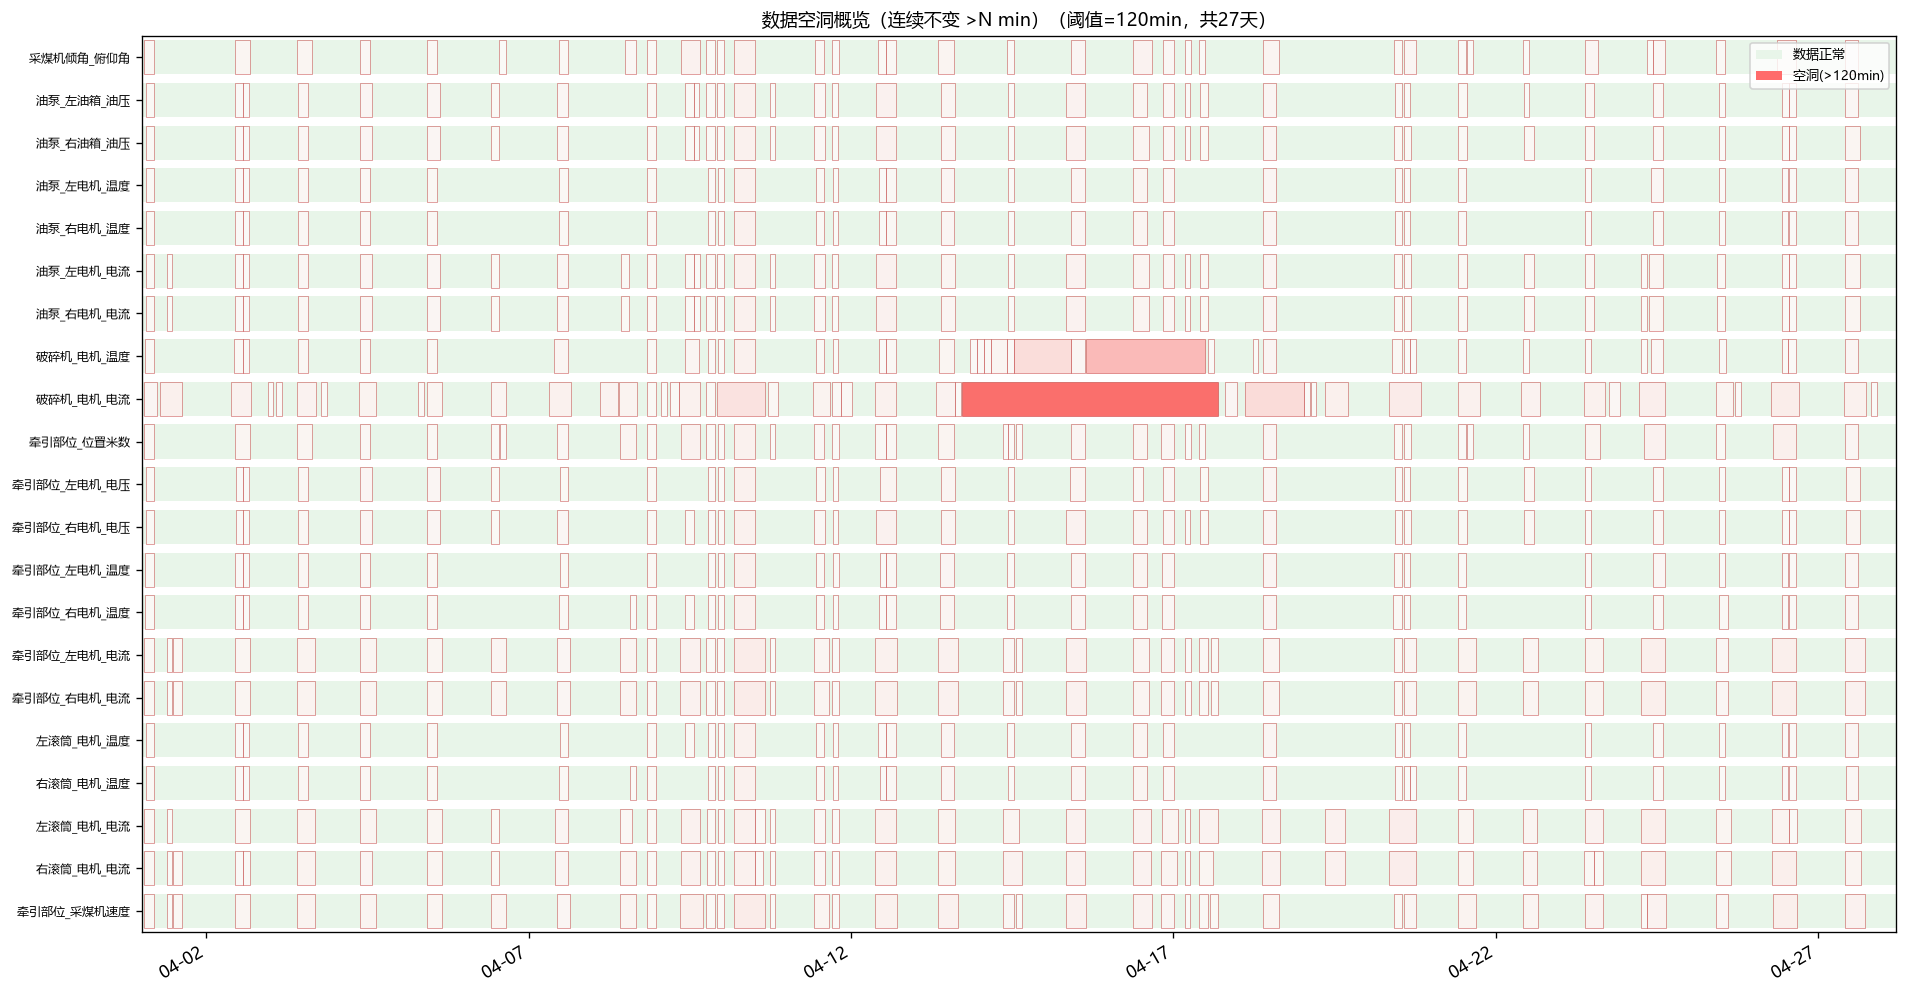 数据空洞概览（连续不变 >N min）（阈值=120min，共27天）
数据正常
空洞(>120min)
采煤机倾角_俯仰角
油泵_左油箱_油压
油泵_右油箱_油压
油泵_左电机_温度
油泵_右电机_温度
油泵_左电机_电流
油泵_右电机_电流
破碎机_电机_温度
破碎机_电机_电流
牵引部位_位置米数
牵引部位_左电机_电压
牵引部位_右电机_电压
牵引部位_左电机_温度
牵引部位_右电机_温度
牵引部位_左电机_电流
牵引部位_右电机_电流
左滚筒_电机_温度
右滚筒_电机_温度
左滚筒_电机_电流
右滚筒_电机_电流
牵引部位_采煤机速度
04-02
04-07
04-12
04-17
04-22
04-27